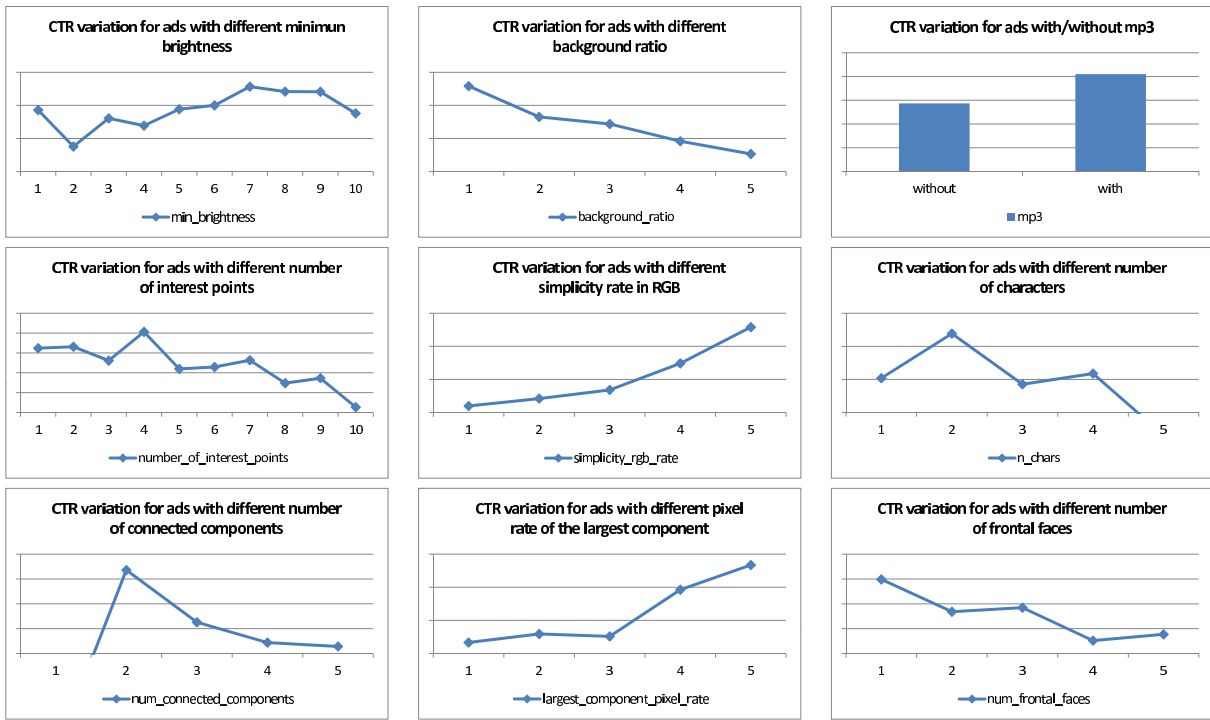 CTR variation for ads with different minimun
brightness
1 2 3 4 5 6 7 8 9 10
min_brightness
CTR variation for ads with different
background ratio
1 2 3 4 5
background_ratio
CTR variation for ads with/without mp3
without with
mp3
CTR variation for ads with different number
of interest points
1 2 3 4 5 6 7 8 9 10
number_of_interest_points
CTR variation for ads with different
simplicity rate in RGB
1 2 3 4 5
simplicity_rgb_rate
CTR variation for ads with different number
of characters
1 2 3 4 5
n_chars
CTR variation for ads with different number
of connected components
1 2 3 4 5
num_connected_components
CTR variation for ads with different pixel
rate of the largest component
1 2 3 4 5
largest_component_pixel_rate
CTR variation for ads with different number
of frontal faces
1 2 3 4 5
num_frontal_faces